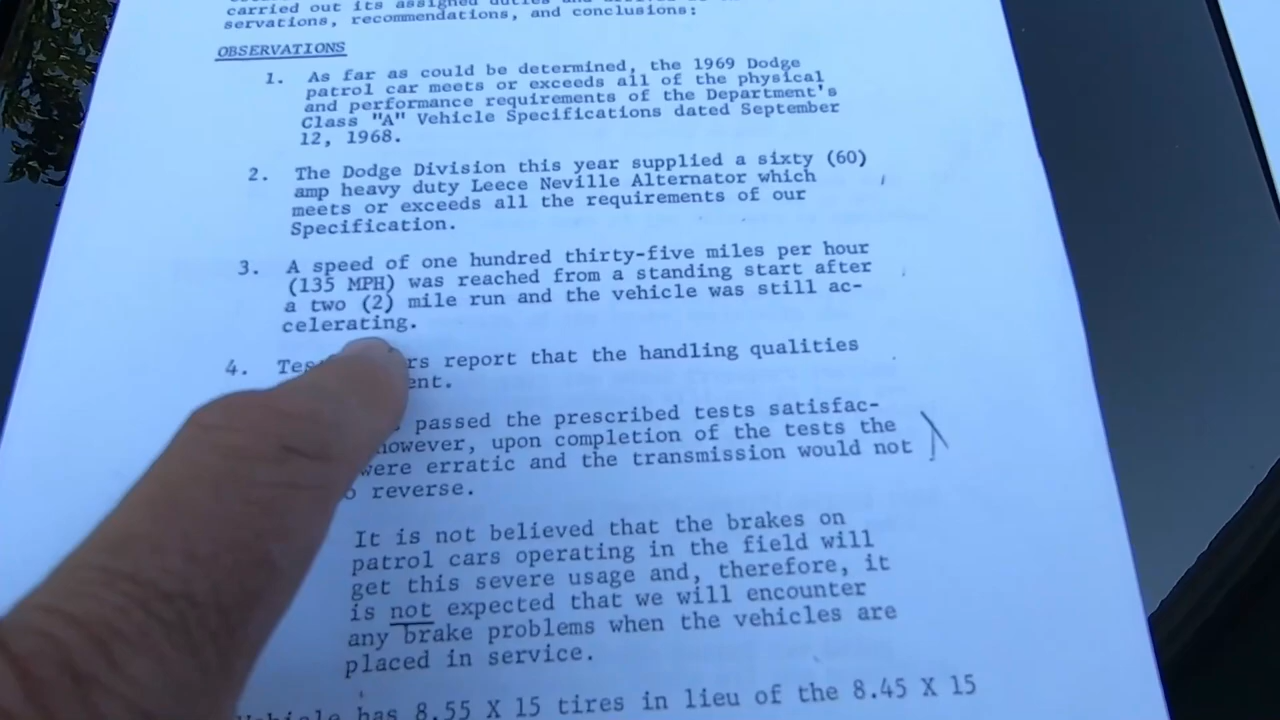 carried out its assigned duties and
servations, recommendations, and conclusions:
OBSERVATIONS
1. As far as could be determined, the 1969 Dodge
patrol car meets or exceeds all of the physical
and performance requirements of the Department's
Class "A" Vehicle Specifications dated September
12, 1968.
2. The Dodge Division this year supplied a sixty (60)
amp heavy duty Leece Neville Alternator which
meets or exceeds all the requirements of our
Specification.
3. A speed of one hundred thirty-five miles per hour
(135 MPH) was reached from a standing start after
a two (2) mile run and the vehicle was still ac-
celerating.
4. report that the handling qualities
passed the prescribed tests satisfac-
however, upon completion of the tests the
were erratic and the transmission would not
reverse.
It is not believed that the brakes on
patrol cars operating in the field will
get this severe usage and, therefore, it
is not expected that we will encounter
any brake problems when the vehicles are
placed in service.
has 8.55 X 15 tires in lieu of the 8.45 X 15